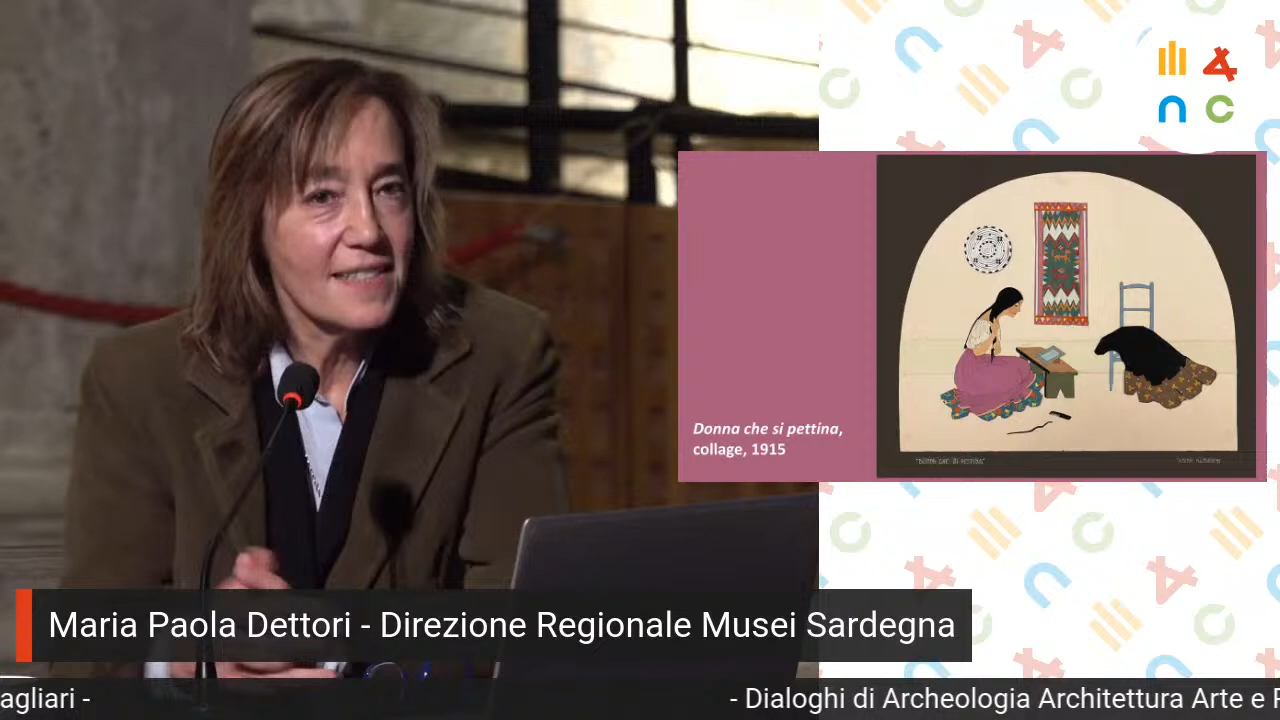 Donna che si pettina,
collage, 1915
Maria Paola Dettori - Direzione Regionale Musei Sardegna
agliari - - Dialoghi di Archeologia Architettura Arte e